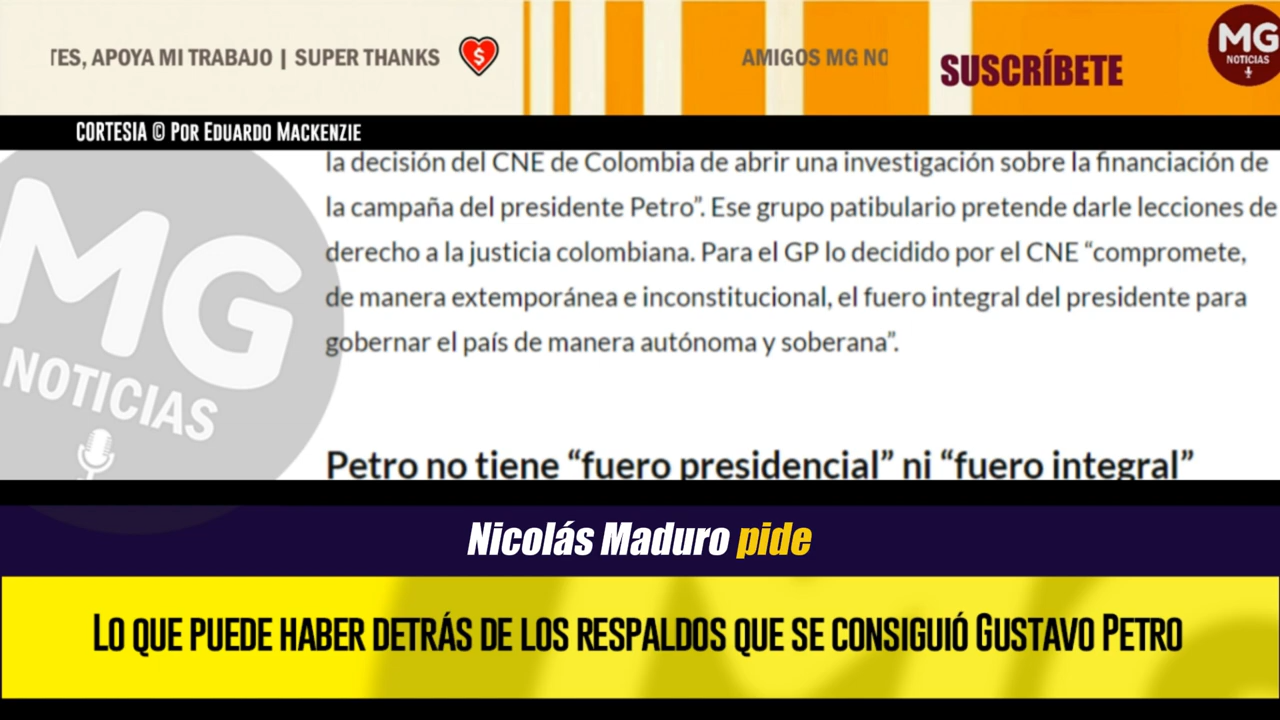 TES, APOYA MI TRABAJO | SUPER THANKS
$
AMIGOS MG NO
SUSCRÍBETE
MG
NOTICIAS
CORTESIA © POR EDUARDO MACKENZIE
la decisión del CNE de Colombia de abrir una investigación sobre la financiación de
la campaña del presidente Petro”. Ese grupo patibulario pretende darle lecciones de
derecho a la justicia colombiana. Para el GP lo decidido por el CNE “compromete,
de manera extemporánea e inconstitucional, el fuero integral del presidente para
gobernar el país de manera autónoma y soberana”.
MG
NOTICIAS
Petro no tiene “fuero presidencial” ni “fuero integral”
Nicolás Maduro pide
LO QUE PUEDE HABER DETRÁS DE LOS RESPALDOS QUE SE CONSIGUIÓ GUSTAVO PETRO